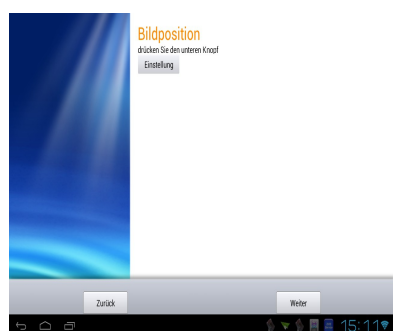 Bildposition
drücken Sie den unteren Knopf
Einstellung
Zurück
Weiter
15:11